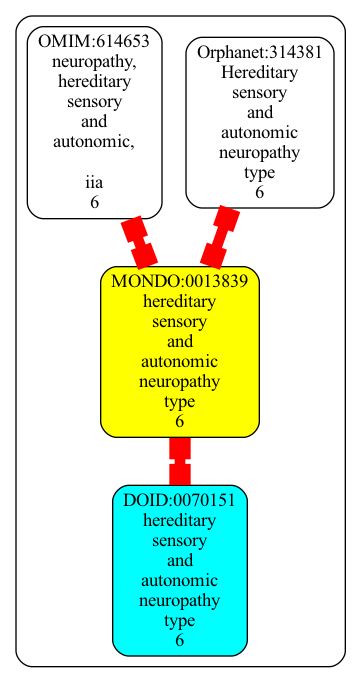 OMIM:614653
neuropathy,
hereditary
sensory
and
autonomic,
iia
6
Orphanet:314381
Hereditary
sensory
and
autonomic
neuropathy
type
6
MONDO:0013839
hereditary
sensory
and
autonomic
neuropathy
type
6
DOID:0070151
hereditary
sensory
and
autonomic
neuropathy
type
6